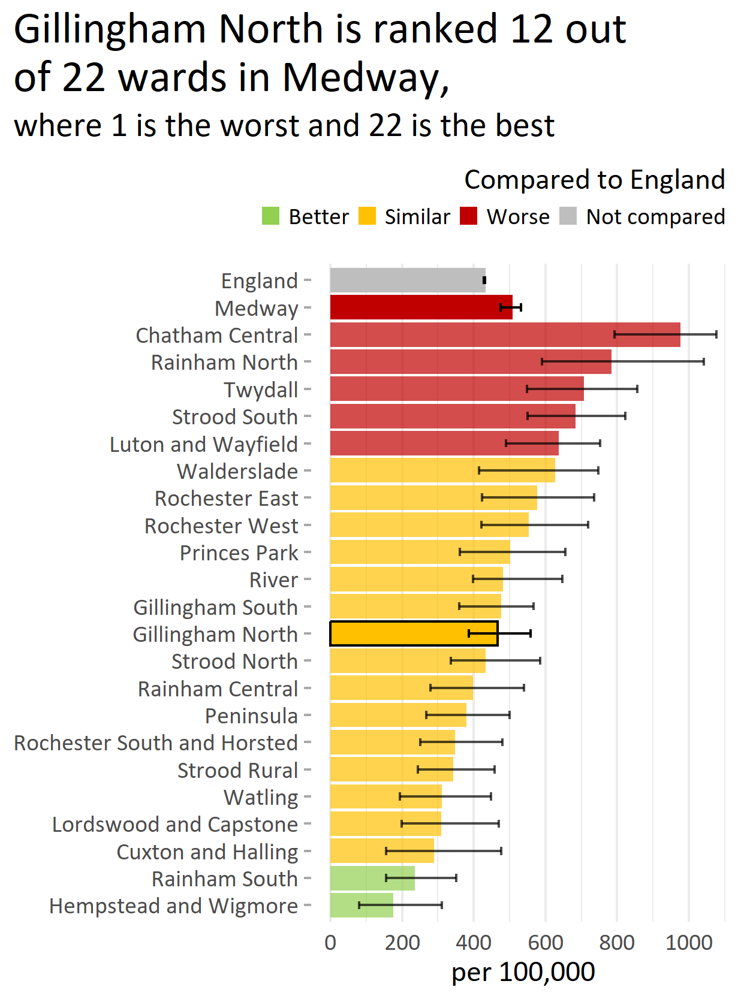 Gillingham North is ranked 12 out
of 22 wards in Medway,
where 1 is the worst and 22 is the best
Compared to England
Better Similar Worse Not compared
England
Medway
Chatham Central
Rainham North
Twydall
Strood South
Luton and Wayfield
Walderslade
Rochester East
Rochester West
Princes Park
River
Gillingham South
Gillingham North
Strood North
Rainham Central
Peninsula
Rochester South and Horsted
Strood Rural
Watling
Lordswood and Capstone
Cuxton and Halling
Rainham South
Hempstead and Wigmore
0 200 400 600 800 1000
per 100,000